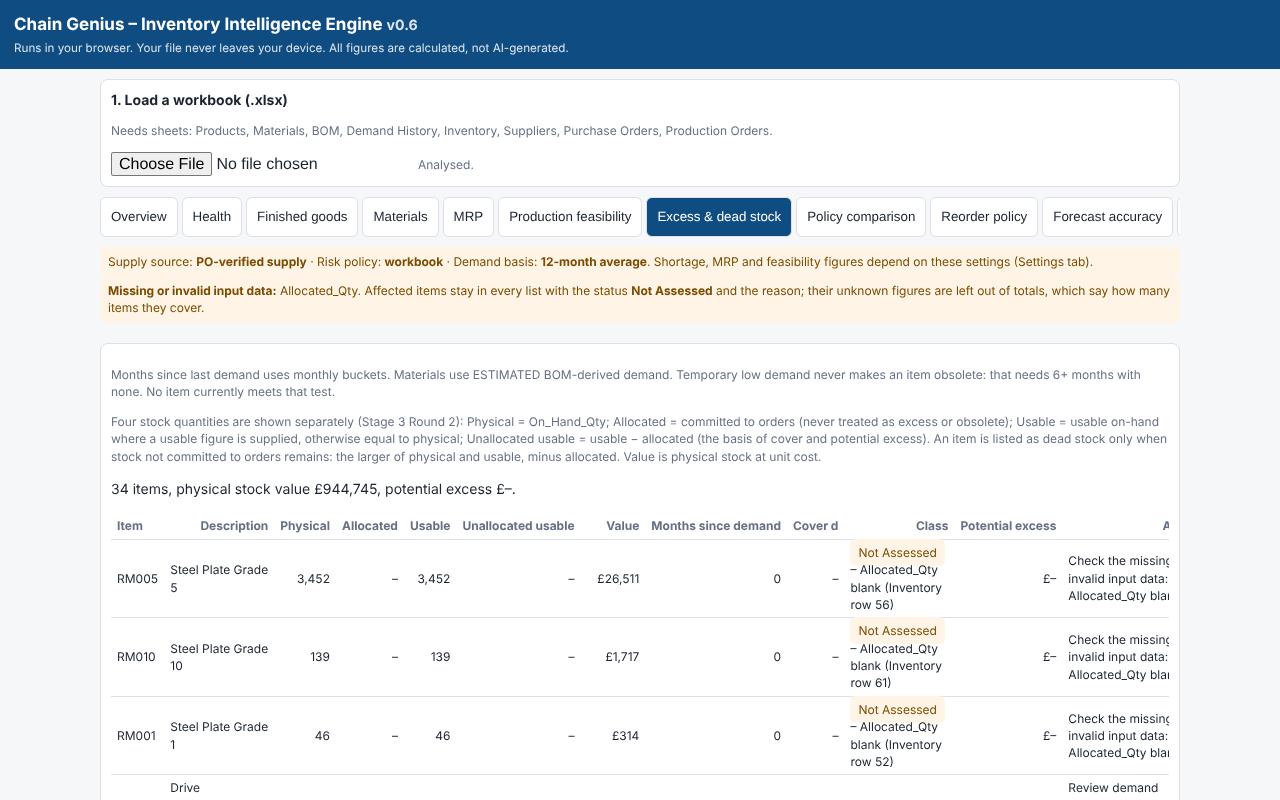 Chain Genius – Inventory Intelligence Engine v0.6
Runs in your browser. Your file never leaves your device. All figures are calculated, not AI-generated.
1. Load a workbook (.xlsx)
Needs sheets: Products, Materials, BOM, Demand History, Inventory, Suppliers, Purchase Orders, Production Orders.
Choose File No file chosen Analysed.
Overview Health Finished goods Materials MRP Production feasibility Excess & dead stock Policy comparison Reorder policy Forecast accuracy
Supply source: PO-verified supply · Risk policy: workbook · Demand basis: 12-month average. Shortage, MRP and feasibility figures depend on these settings (Settings tab).
Missing or invalid input data: Allocated_Qty. Affected items stay in every list with the status Not Assessed and the reason; their unknown figures are left out of totals, which say how many
items they cover.
Months since last demand uses monthly buckets. Materials use ESTIMATED BOM-derived demand. Temporary low demand never makes an item obsolete: that needs 6+ months with
none. No item currently meets that test.
Four stock quantities are shown separately (Stage 3 Round 2): Physical = On_Hand_Qty; Allocated = committed to orders (never treated as excess or obsolete); Usable = usable on-hand
where a usable figure is supplied, otherwise equal to physical; Unallocated usable = usable − allocated (the basis of cover and potential excess). An item is listed as dead stock only when
stock not committed to orders remains: the larger of physical and usable, minus allocated. Value is physical stock at unit cost.
34 items, physical stock value £944,745, potential excess £–.
Item Description Physical Allocated Usable Unallocated usable Value Months since demand Cover d Class Potential excess A
RM005 Steel Plate Grade 5 3,452 – 3,452 – £26,511 0 – Not Assessed – Allocated_Qty blank (Inventory row 56) £– Check the missing invalid input data: Allocated_Qty blan
RM010 Steel Plate Grade 10 139 – 139 – £1,717 0 – Not Assessed – Allocated_Qty blank (Inventory row 61) £– Check the missing invalid input data: Allocated_Qty blan
RM001 Steel Plate Grade 1 46 – 46 – £314 0 – Not Assessed – Allocated_Qty blank (Inventory row 52) £– Check the missing invalid input data: Allocated_Qty blan
Drive Review demand